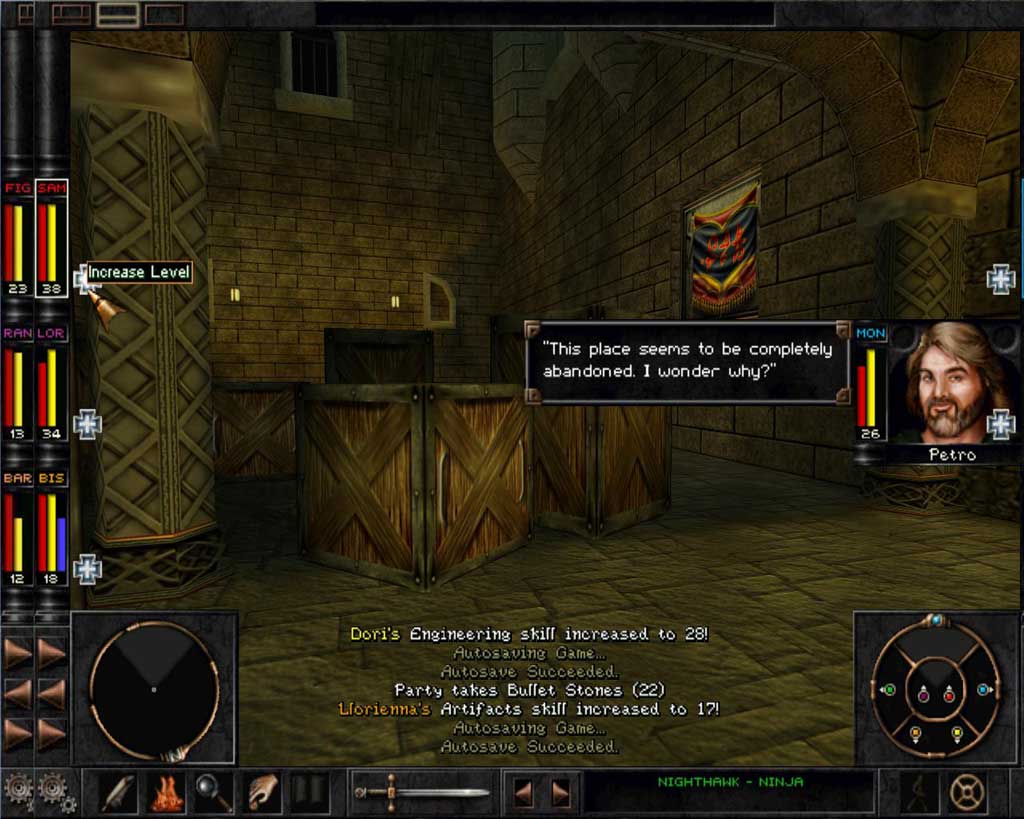 FIG SAM
23 38
Increase Level
RAN LOR
13 34
BAR BIS
12 18
"This place seems to be completely
abandoned. I wonder why?"
MON
26
Petro
Dori's Engineering skill increased to 28!
Autosaving Game...
Autosave Succeeded.
Party takes Bullet Stones (22)
Llorienna's Artifacts skill increased to 17!
Autosaving Game...
Autosave Succeeded.
NIGHTHAWK - NINJA